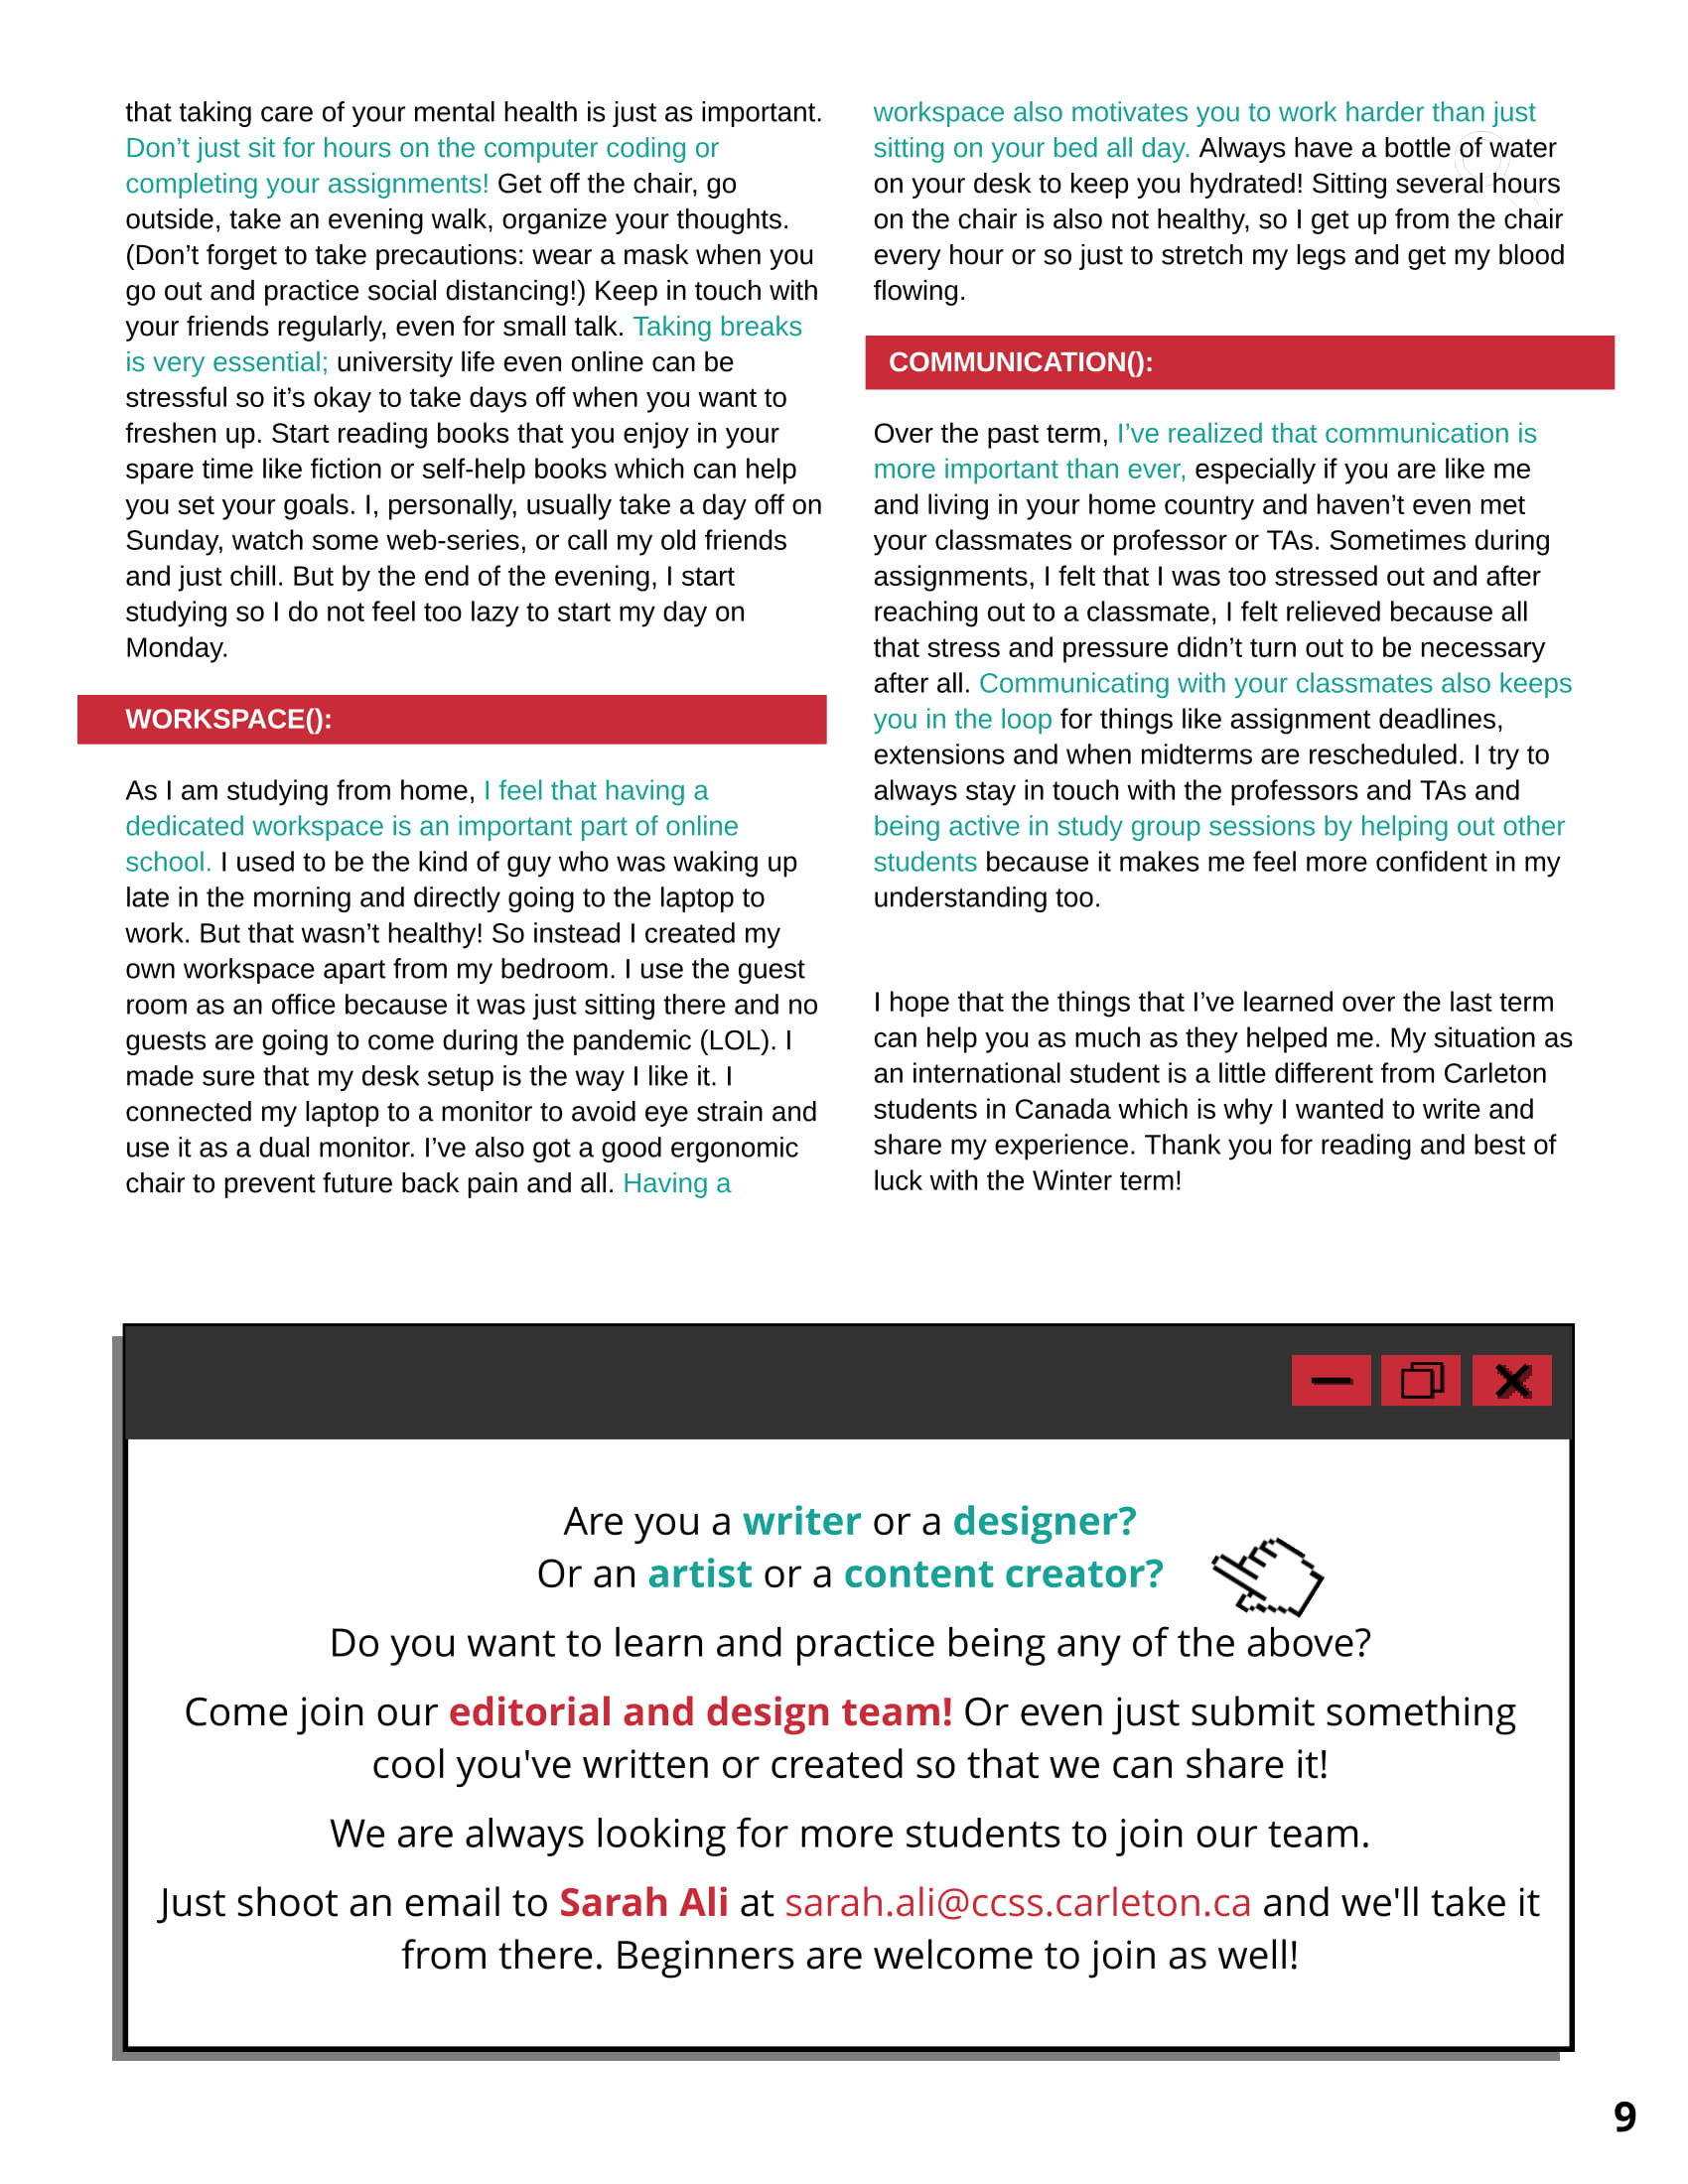 that taking care of your mental health is just as important.
Don’t just sit for hours on the computer coding or
completing your assignments! Get off the chair, go
outside, take an evening walk, organize your thoughts.
(Don’t forget to take precautions: wear a mask when you
go out and practice social distancing!) Keep in touch with
your friends regularly, even for small talk. Taking breaks
is very essential; university life even online can be
stressful so it’s okay to take days off when you want to
freshen up. Start reading books that you enjoy in your
spare time like fiction or self-help books which can help
you set your goals. I, personally, usually take a day off on
Sunday, watch some web-series, or call my old friends
and just chill. But by the end of the evening, I start
studying so I do not feel too lazy to start my day on
Monday.
WORKSPACE():
As I am studying from home, I feel that having a
dedicated workspace is an important part of online
school. I used to be the kind of guy who was waking up
late in the morning and directly going to the laptop to
work. But that wasn’t healthy! So instead I created my
own workspace apart from my bedroom. I use the guest
room as an office because it was just sitting there and no
guests are going to come during the pandemic (LOL). I
made sure that my desk setup is the way I like it. I
connected my laptop to a monitor to avoid eye strain and
use it as a dual monitor. I’ve also got a good ergonomic
chair to prevent future back pain and all. Having a
workspace also motivates you to work harder than just
sitting on your bed all day. Always have a bottle of water
on your desk to keep you hydrated! Sitting several hours
on the chair is also not healthy, so I get up from the chair
every hour or so just to stretch my legs and get my blood
flowing.
COMMUNICATION():
Over the past term, I’ve realized that communication is
more important than ever, especially if you are like me
and living in your home country and haven’t even met
your classmates or professor or TAs. Sometimes during
assignments, I felt that I was too stressed out and after
reaching out to a classmate, I felt relieved because all
that stress and pressure didn’t turn out to be necessary
after all. Communicating with your classmates also keeps
you in the loop for things like assignment deadlines,
extensions and when midterms are rescheduled. I try to
always stay in touch with the professors and TAs and
being active in study group sessions by helping out other
students because it makes me feel more confident in my
understanding too.
I hope that the things that I’ve learned over the last term
can help you as much as they helped me. My situation as
an international student is a little different from Carleton
students in Canada which is why I wanted to write and
share my experience. Thank you for reading and best of
luck with the Winter term!
Are you a writer or a designer?
Or an artist or a content creator?
Do you want to learn and practice being any of the above?
Come join our editorial and design team! Or even just submit something
cool you've written or created so that we can share it!
We are always looking for more students to join our team.
Just shoot an email to Sarah Ali at sarah.ali@ccss.carleton.ca and we'll take it
from there. Beginners are welcome to join as well!
9